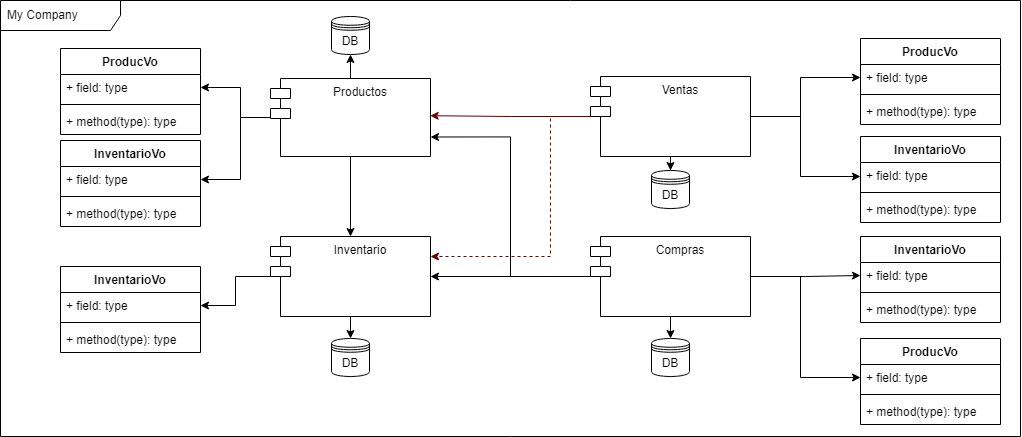 My Company
DB
ProducVo
+ field: type
+ method(type): type
InventarioVo
+ field: type
+ method(type): type
Productos
Ventas
DB
ProducVo
+ field: type
+ method(type): type
InventarioVo
+ field: type
+ method(type): type
InventarioVo
+ field: type
+ method(type): type
Inventario
DB
Compras
DB
InventarioVo
+ field: type
+ method(type): type
ProducVo
+ field: type
+ method(type): type